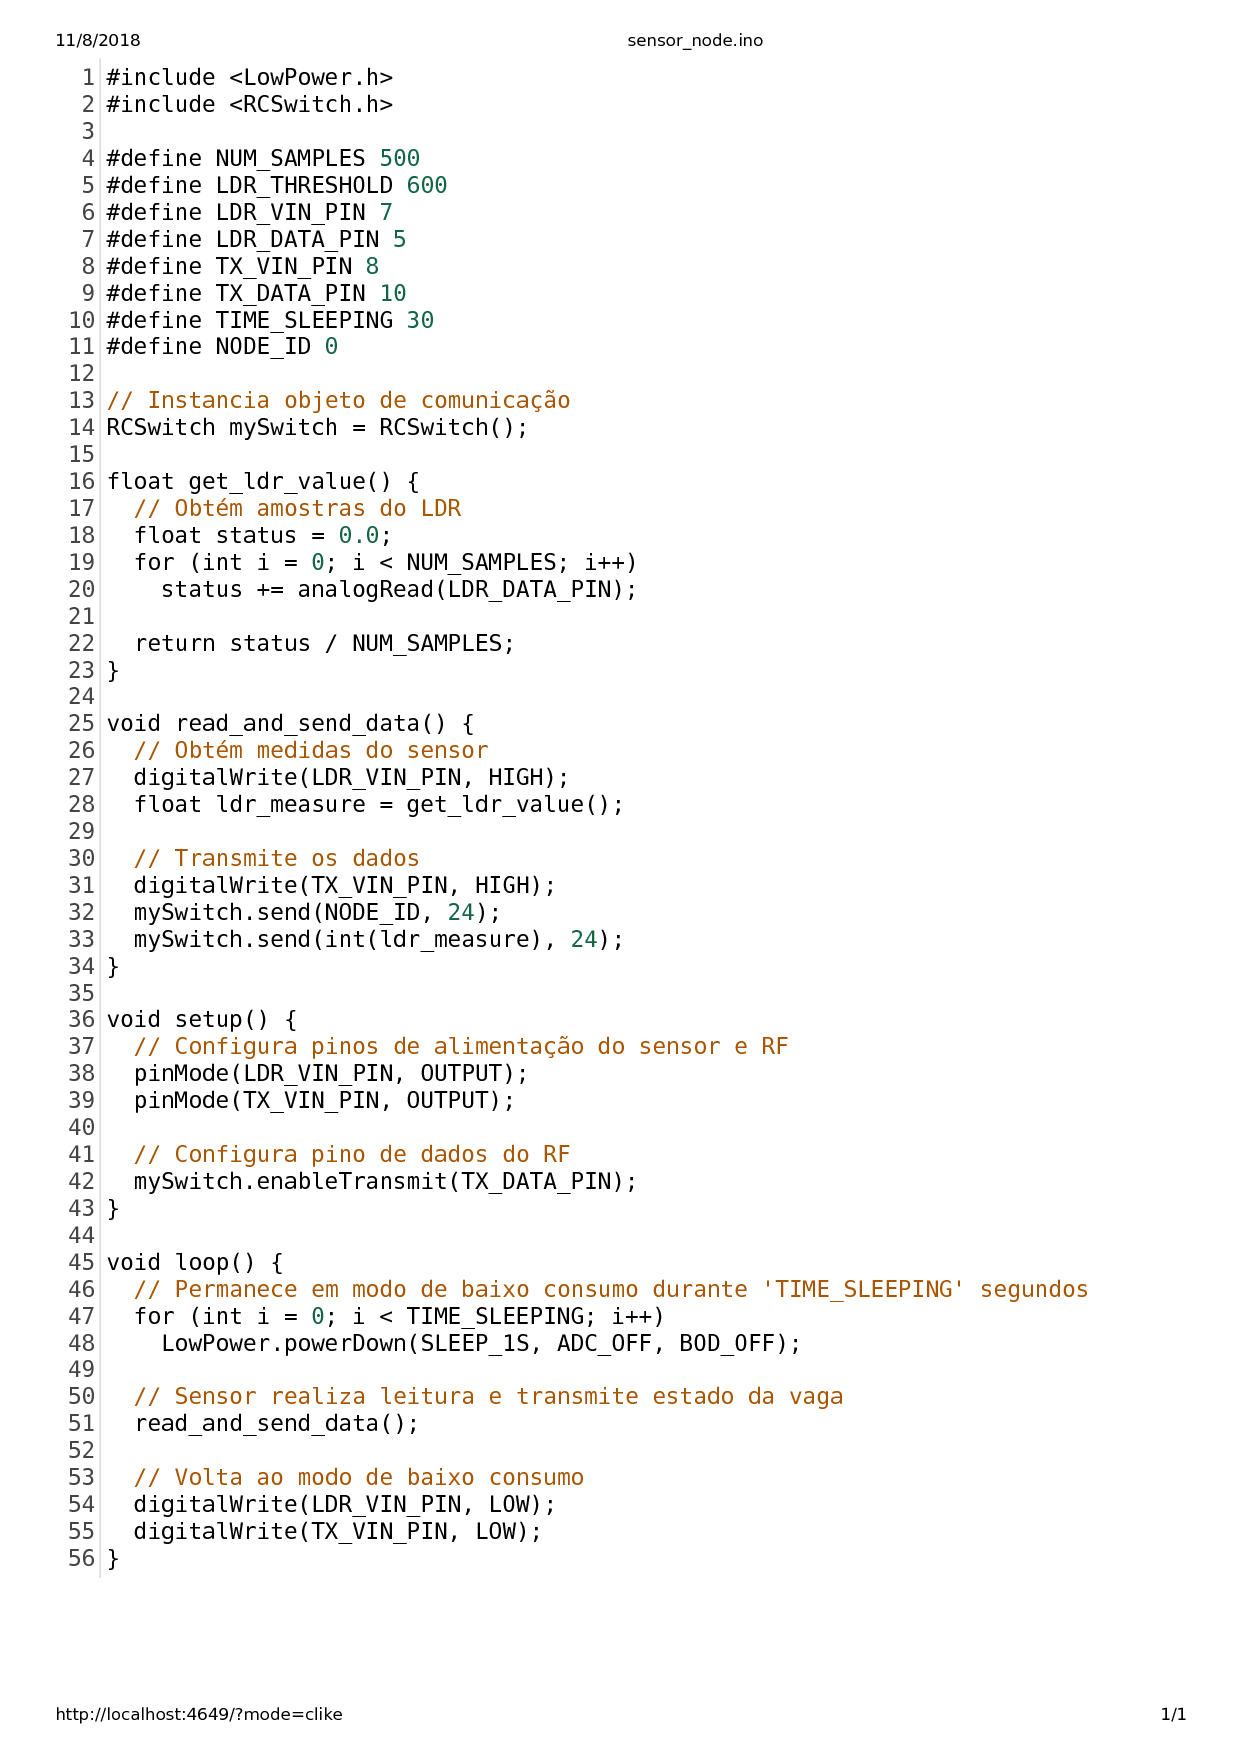 11/8/2018 sensor_node.ino
1 #include <LowPower.h>
2 #include <RCSwitch.h>
3
4 #define NUM_SAMPLES 500
5 #define LDR_THRESHOLD 600
6 #define LDR_VIN_PIN 7
7 #define LDR_DATA_PIN 5
8 #define TX_VIN_PIN 8
9 #define TX_DATA_PIN 10
10 #define TIME_SLEEPING 30
11 #define NODE_ID 0
12
13 // Instancia objeto de comunicação
14 RCSwitch mySwitch = RCSwitch();
15
16 float get_ldr_value() {
17   // Obtém amostras do LDR
18   float status = 0.0;
19   for (int i = 0; i < NUM_SAMPLES; i++)
20     status += analogRead(LDR_DATA_PIN);
21
22   return status / NUM_SAMPLES;
23 }
24
25 void read_and_send_data() {
26   // Obtém medidas do sensor
27   digitalWrite(LDR_VIN_PIN, HIGH);
28   float ldr_measure = get_ldr_value();
29
30   // Transmite os dados
31   digitalWrite(TX_VIN_PIN, HIGH);
32   mySwitch.send(NODE_ID, 24);
33   mySwitch.send(int(ldr_measure), 24);
34 }
35
36 void setup() {
37   // Configura pinos de alimentação do sensor e RF
38   pinMode(LDR_VIN_PIN, OUTPUT);
39   pinMode(TX_VIN_PIN, OUTPUT);
40
41   // Configura pino de dados do RF
42   mySwitch.enableTransmit(TX_DATA_PIN);
43 }
44
45 void loop() {
46   // Permanece em modo de baixo consumo durante 'TIME_SLEEPING' segundos
47   for (int i = 0; i < TIME_SLEEPING; i++)
48     LowPower.powerDown(SLEEP_1S, ADC_OFF, BOD_OFF);
49
50   // Sensor realiza leitura e transmite estado da vaga
51   read_and_send_data();
52
53   // Volta ao modo de baixo consumo
54   digitalWrite(LDR_VIN_PIN, LOW);
55   digitalWrite(TX_VIN_PIN, LOW);
56 }
http://localhost:4649/?mode=clike 1/1